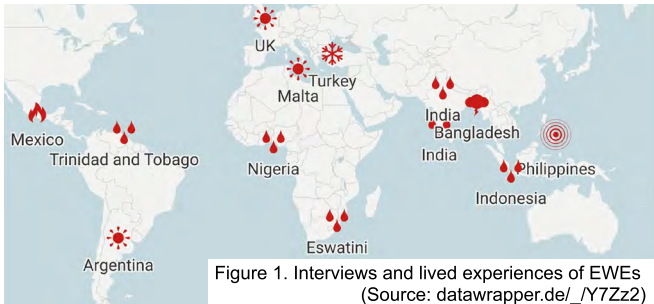 UK
Turkey
Malta
Mexico
India
Bangladesh
Trinidad and Tobago
India
Nigeria
Philippines
Indonesia
Eswatini
Argentina
Figure 1. Interviews and lived experiences of EWEs
(Source: datawrapper.de/_/Y7Zz2)